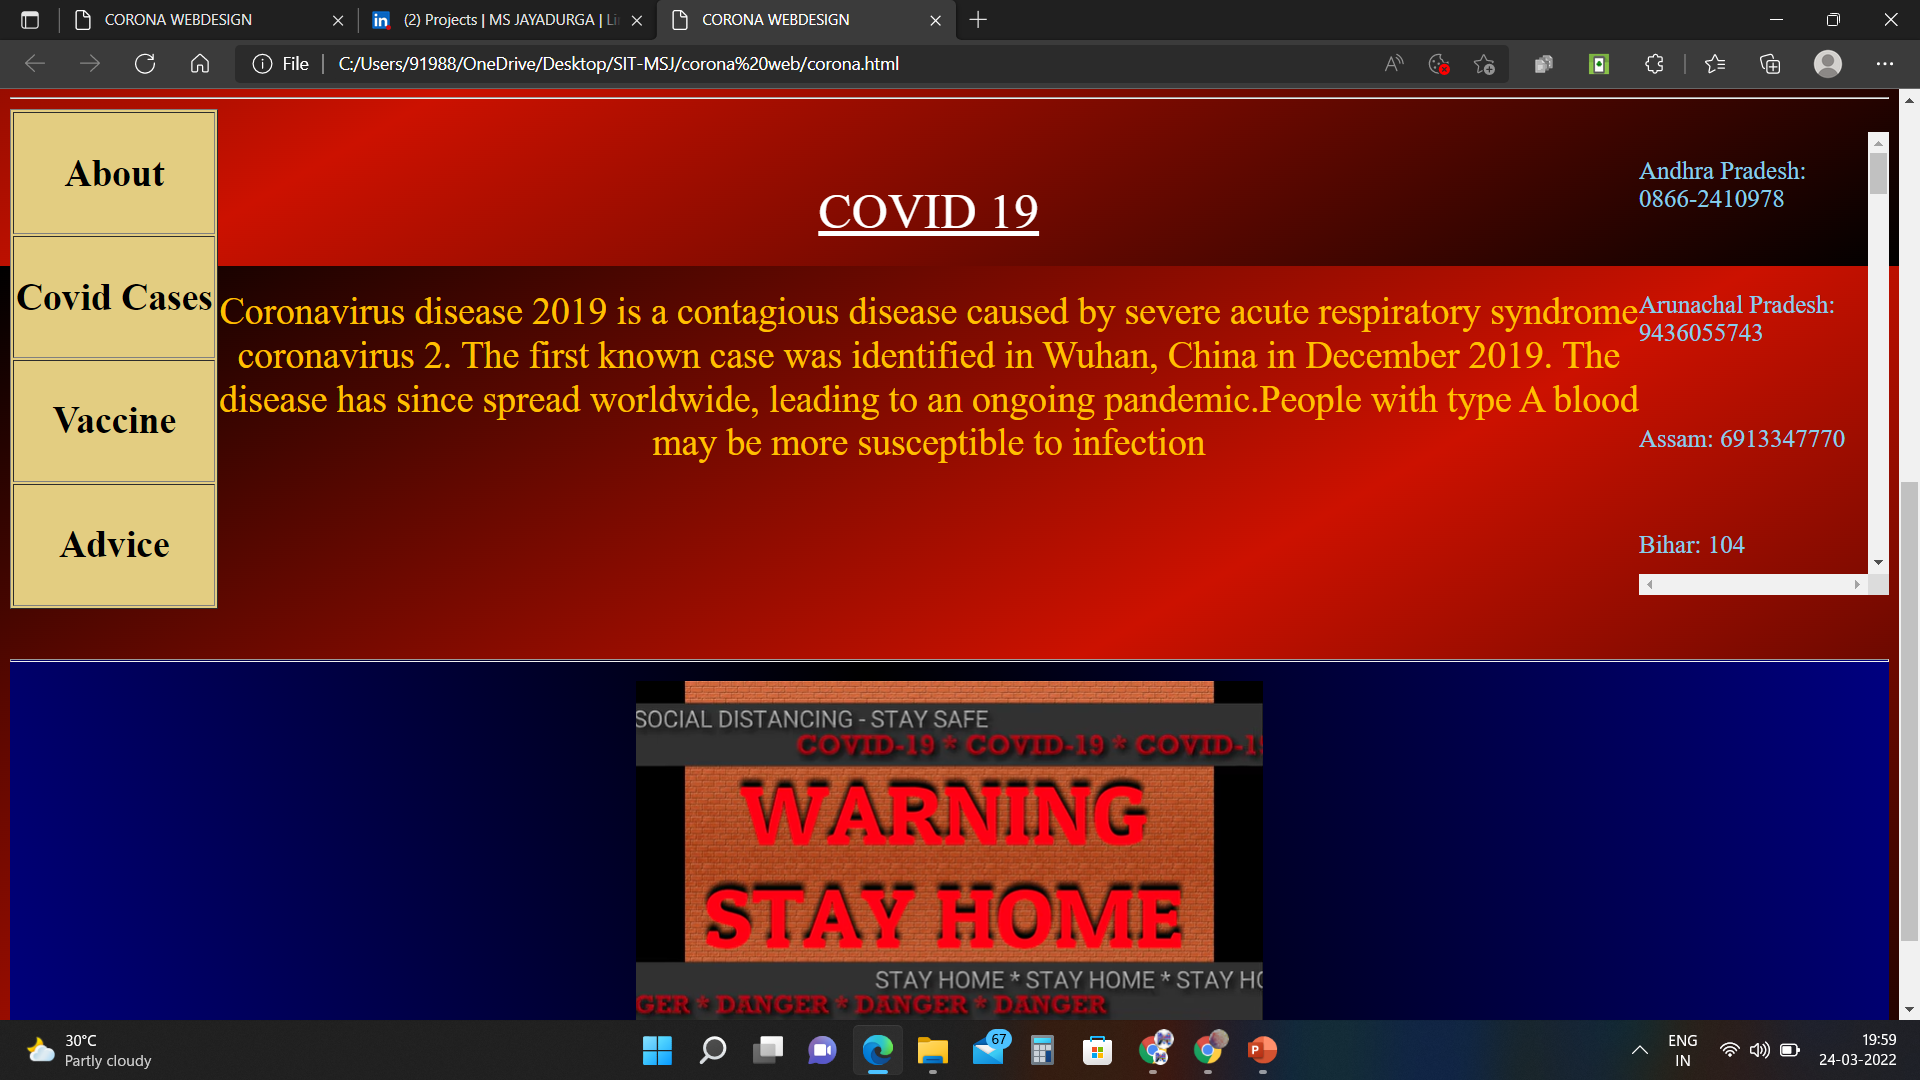 CORONA WEBDESIGN
(2) Projects | MS JAYADURGA | Li
CORONA WEBDESIGN
File
C:/Users/91988/OneDrive/Desktop/SIT-MSJ/corona%20web/corona.html
About
Covid Cases
Vaccine
Advice
COVID 19
Coronavirus disease 2019 is a contagious disease caused by severe acute respiratory syndrome
coronavirus 2. The first known case was identified in Wuhan, China in December 2019. The
disease has since spread worldwide, leading to an ongoing pandemic.People with type A blood
may be more susceptible to infection
Andhra Pradesh:
0866-2410978
Arunachal Pradesh:
9436055743
Assam: 6913347770
Bihar: 104
SOCIAL DISTANCING - STAY SAFE
COVID-19 * COVID-19 * COVID-19
WARNING
STAY HOME
STAY HOME * STAY HOME * STAY HO
GER * DANGER * DANGER * DANGER
30°C
Partly cloudy
67
ENG
IN
19:59
24-03-2022